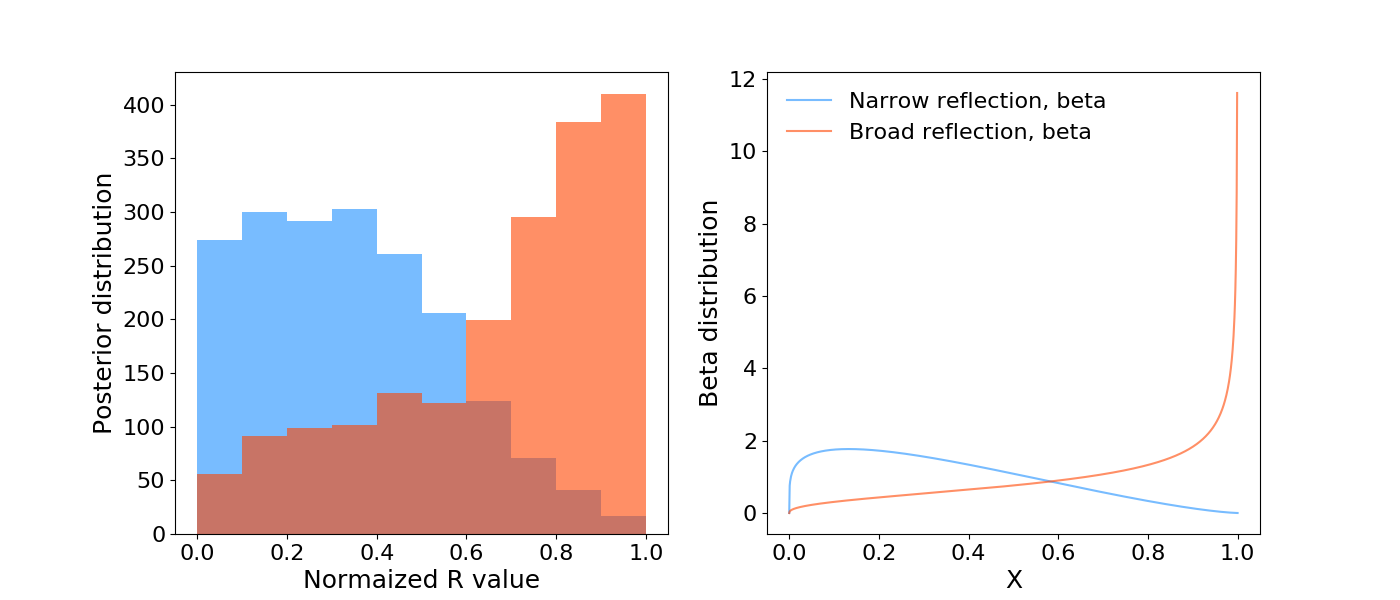 400
350
300
250
200
150
100
50
0
Posterior distribution
0.0 0.2 0.4 0.6 0.8 1.0
Normaized R value
12
10
8
6
4
2
0
Beta distribution
Narrow reflection, beta
Broad reflection, beta
0.0 0.2 0.4 0.6 0.8 1.0
X